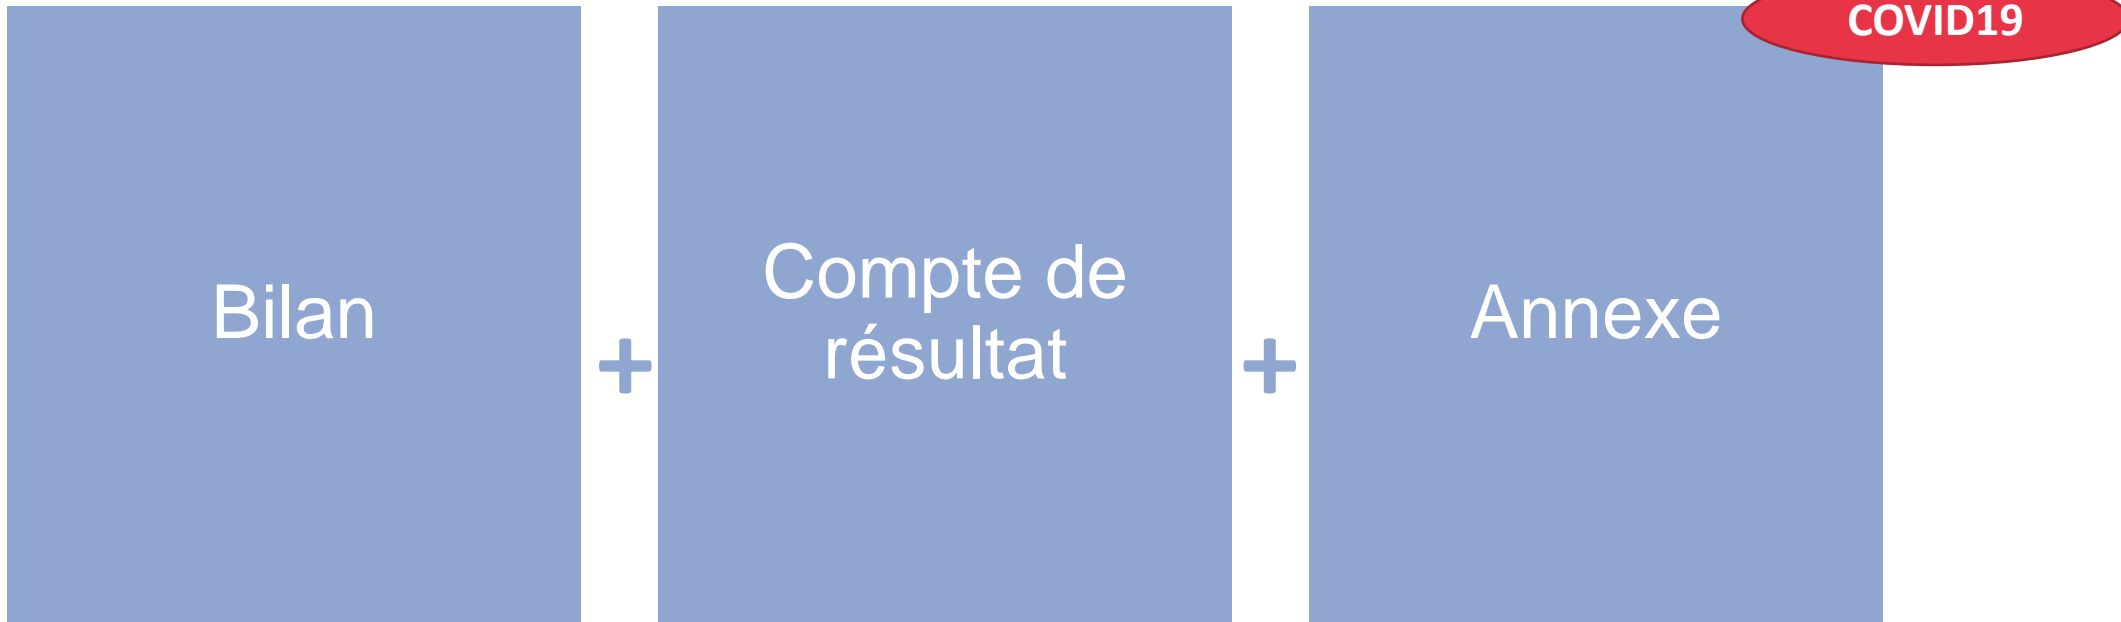 COVID19
Bilan
+
Compte de
résultat
+
Annexe